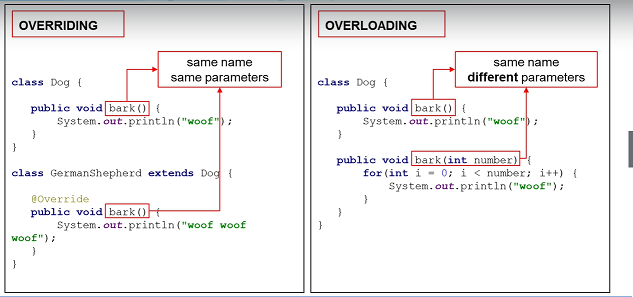 OVERRIDING
same name
same parameters
class Dog {
public void bark() {
System.out.println("woof");
}
}
class GermanShepherd extends Dog {
@Override
public void bark() {
System.out.println("woof woof
woof");
}
}
OVERLOADING
same name
different parameters
class Dog {
public void bark() {
System.out.println("woof");
}
public void bark(int number) {
for(int i = 0; i < number; i++) {
System.out.println("woof");
}
}
}